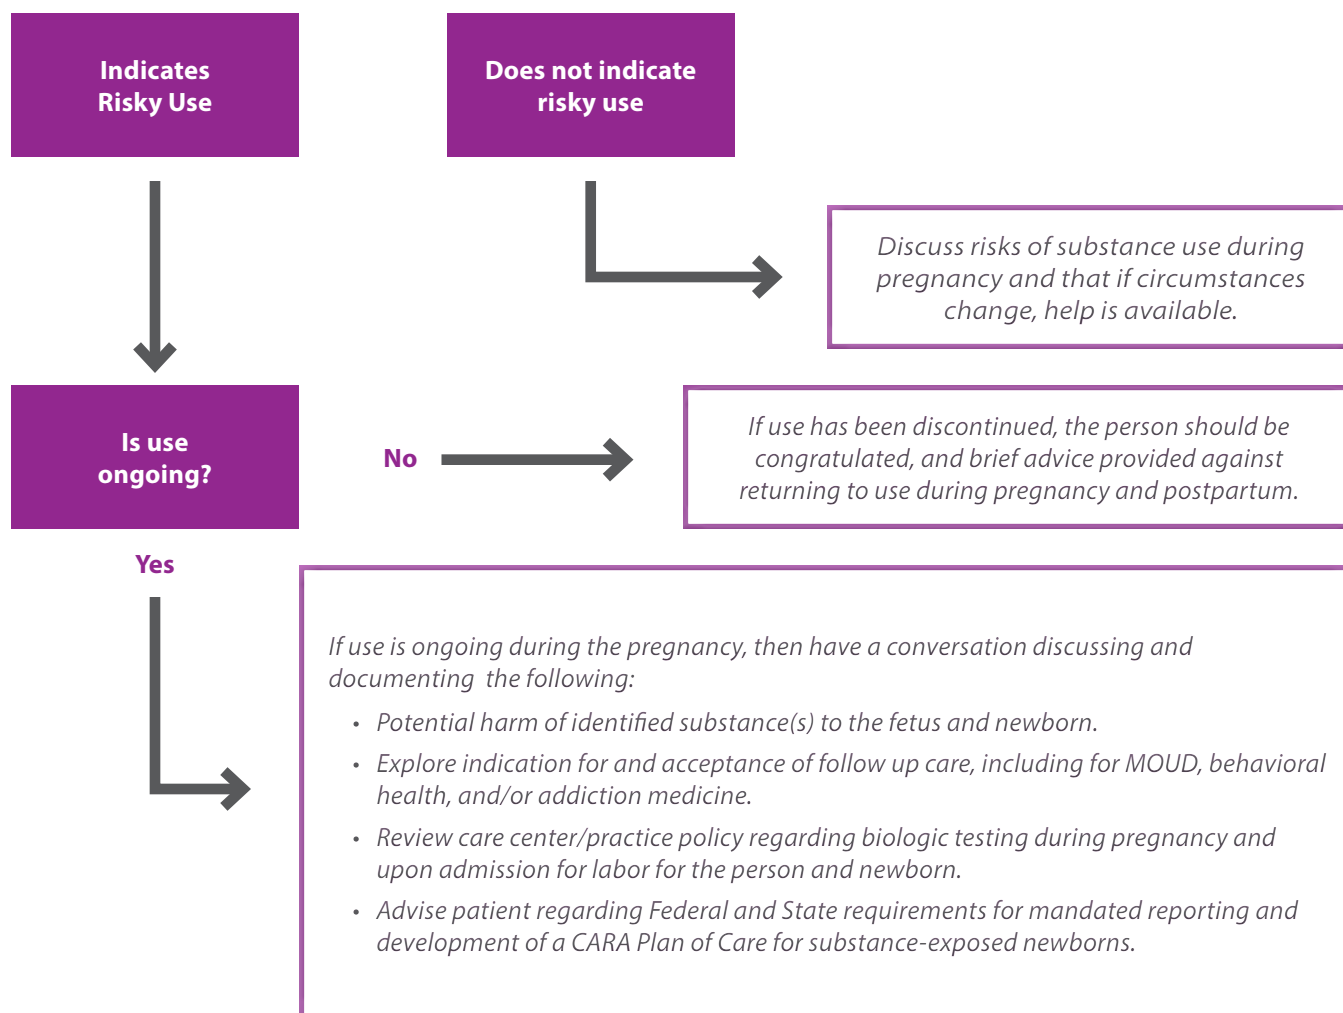 Indicates
Risky Use
Does not indicate
risky use
Discuss risks of substance use during
pregnancy and that if circumstances
change, help is available.
Is use
ongoing?
No
If use has been discontinued, the person should be
congratulated, and brief advice provided against
returning to use during pregnancy and postpartum.
Yes
If use is ongoing during the pregnancy, then have a conversation discussing and
documenting  the following:
• Potential harm of identified substance(s) to the fetus and newborn.
• Explore indication for and acceptance of follow up care, including for MOUD, behavioral
health, and/or addiction medicine.
• Review care center/practice policy regarding biologic testing during pregnancy and
upon admission for labor for the person and newborn.
• Advise patient regarding Federal and State requirements for mandated reporting and
development of a CARA Plan of Care for substance-exposed newborns.